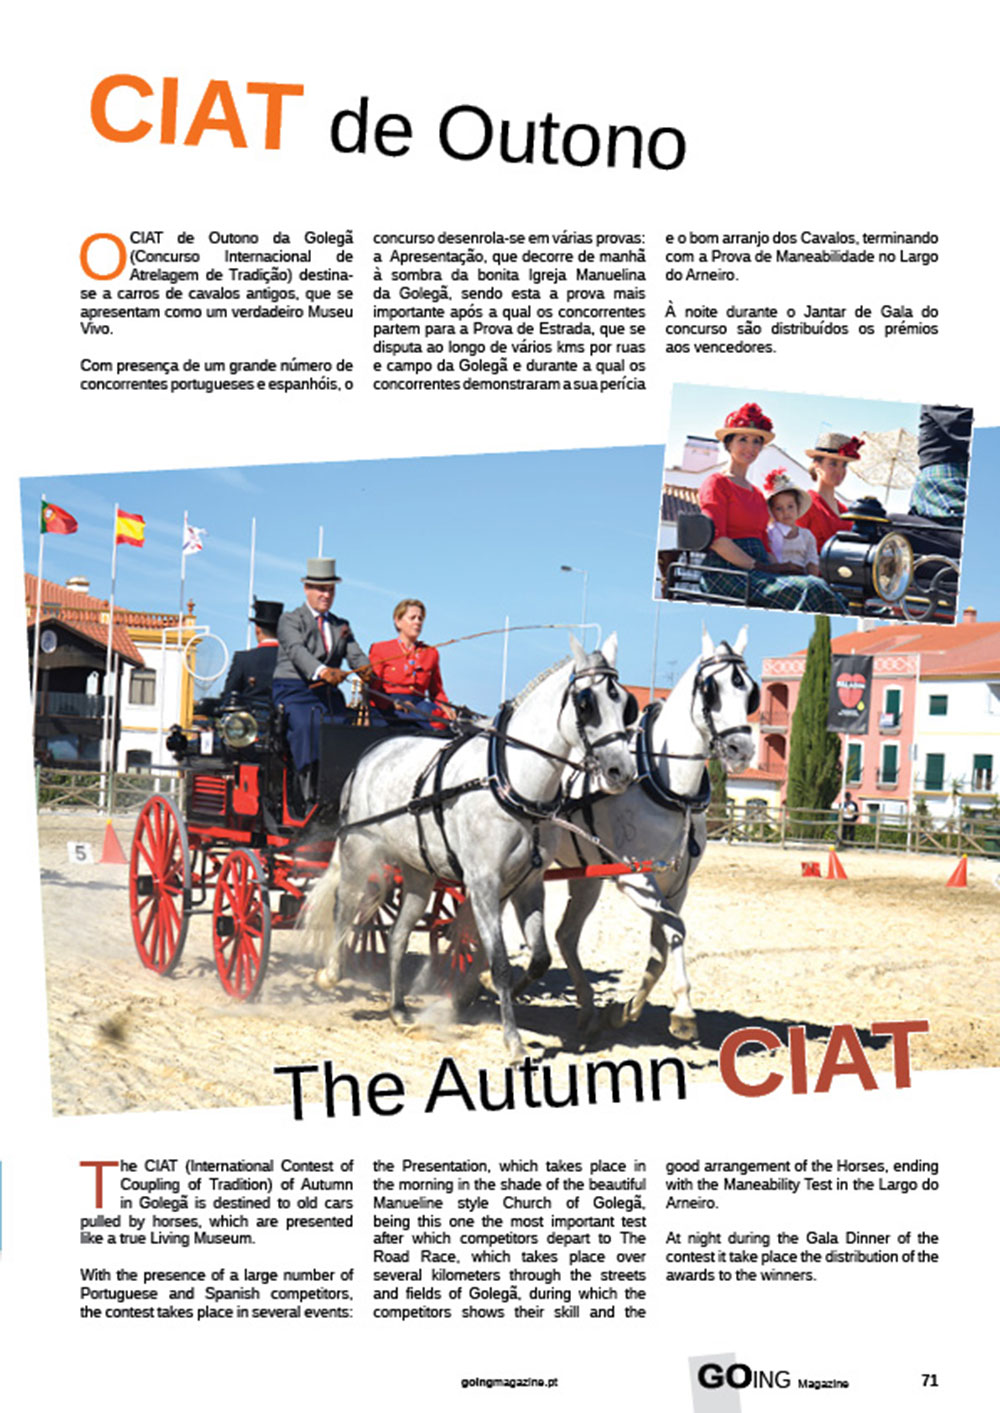 CIAT de Outono
O CIAT de Outono da Golegã
(Concurso Internacional de
Atrelagem de Tradição) destina-
se a carros de cavalos antigos, que se
apresentam como um verdadeiro Museu
Vivo.
Com presença de um grande número de
concorrentes portugueses e espanhóis, o
concurso desenrola-se em várias provas:
a Apresentação, que decorre de manhã
à sombra da bonita Igreja Manuelina
da Golegã, sendo esta a prova mais
importante após a qual os concorrentes
partem para a Prova de Estrada, que se
disputa ao longo de vários kms por ruas
e campo da Golegã e durante a qual os
concorrentes demonstraram a sua perícia
e o bom arranjo dos Cavalos, terminando
com a Prova de Maneabilidade no Largo
do Arneiro.
À noite durante o Jantar de Gala do
concurso são distribuídos os prémios
aos vencedores.
5
The Autumn CIAT
The CIAT (International Contest of
Coupling of Tradition) of Autumn
in Golegã is destined to old cars
pulled by horses, which are presented
like a true Living Museum.
With the presence of a large number of
Portuguese and Spanish competitors,
the contest takes place in several events:
the Presentation, which takes place in
the morning in the shade of the beautiful
Manueline style Church of Golegã,
being this one the most important test
after which competitors depart to The
Road Race, which takes place over
several kilometers through the streets
and fields of Golegã, during which the
competitors shows their skill and the
good arrangement of the Horses, ending
with the Maneability Test in the Largo do
Arneiro.
At night during the Gala Dinner of the
contest it take place the distribution of the
awards to the winners.
goingmagazine.pt
GOING Magazine
71